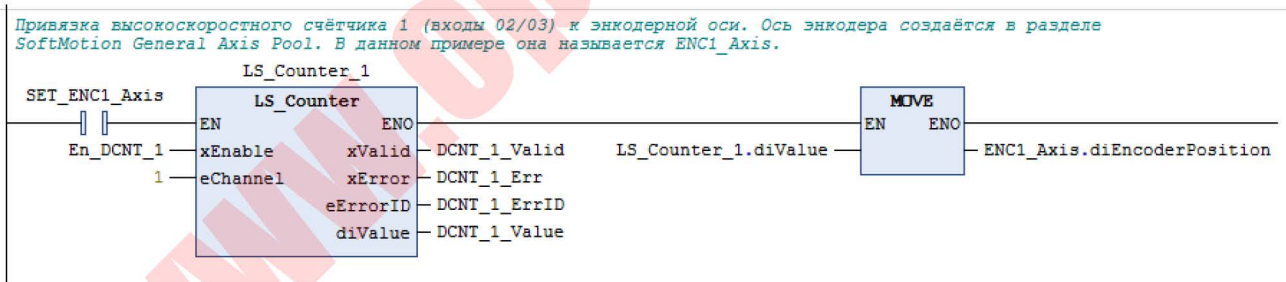 Привязка высокоскоростного счётчика 1 (входы 02/03) к энкодерной оси. Ось энкодера создаётся в разделе
SoftMotion General Axis Pool. В данном примере она называется ENC1_Axis.
LS_Counter_1
SET_ENC1_Axis LS_Counter MOVE
EN ENO EN ENO
En_DCNT_1 xEnable xValid DCNT_1_Valid LS_Counter_1.diValue ENC1_Axis.diEncoderPosition
1 eChannel xError DCNT_1_Err
eErrorID DCNT_1_ErrID
diValue DCNT_1_Value